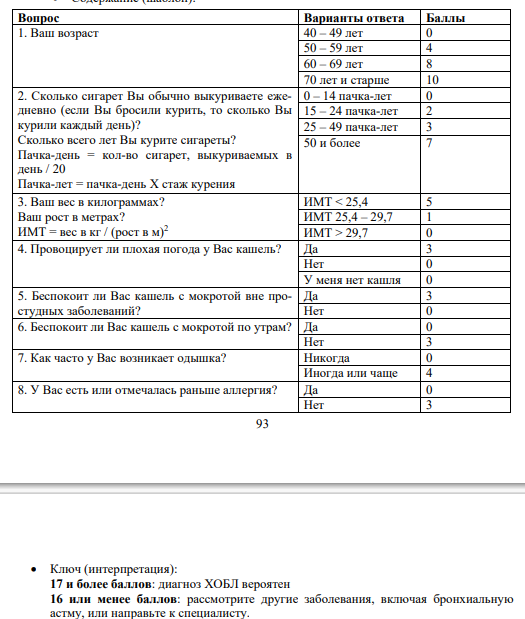 Содержание (шаблон):
Вопрос Варианты ответа Баллы
1. Ваш возраст 40 – 49 лет 0
50 – 59 лет 4
60 – 69 лет 8
70 лет и старше 10
2. Сколько сигарет Вы обычно выкуриваете еже- 0 – 14 пачка-лет 0
дневно (если Вы бросили курить, то сколько Вы 15 – 24 пачка-лет 2
курили каждый день)? 25 – 49 пачка-лет 3
Сколько всего лет Вы курите сигареты? 50 и более 7
Пачка-день = кол-во сигарет, выкуриваемых в
день / 20
Пачка-лет = пачка-день Х стаж курения
3. Ваш вес в килограммах? ИМТ < 25,4 5
Ваш рост в метрах? ИМТ 25,4 – 29,7 1
ИМТ = вес в кг / (рост в м)² ИМТ > 29,7 0
4. Провоцирует ли плохая погода у Вас кашель? Да 3
Нет 0
У меня нет кашля 0
5. Беспокоит ли Вас кашель с мокротой вне про- Да 3
студных заболеваний? Нет 0
6. Беспокоит ли Вас кашель с мокротой по утрам? Да 0
Нет 3
7. Как часто у Вас возникает одышка? Никогда 0
Иногда или чаще 4
8. У Вас есть или отмечалась раньше аллергия? Да 0
Нет 3
93
• Ключ (интерпретация):
17 и более баллов: диагноз ХОБЛ вероятен
16 или менее баллов: рассмотрите другие заболевания, включая бронхиальную
астму, или направьте к специалисту.